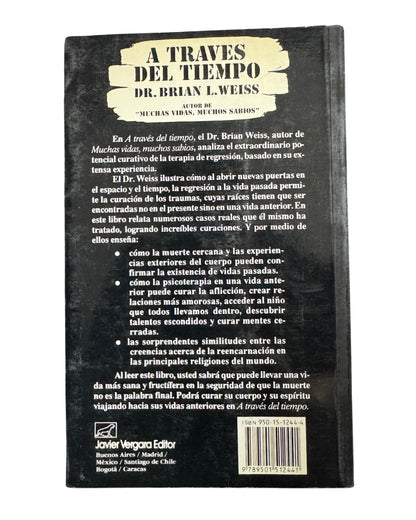 A TRAVES
DEL TIEMPO
DR. BRIAN L. WEISS
AUTOR DE
"MUCHAS VIDAS, MUCHOS SABIOS"
En A través del tiempo, el Dr. Brian Weiss, autor de
Muchas vidas, muchos sabios, analiza el extraordinario po-
tencial curativo de la terapia de regresión, basado en su ex-
tensa experiencia.
El Dr. Weiss ilustra cómo al abrir nuevas puertas en
el espacio y el tiempo, la regresión a la vida pasada permi-
te la curación de los traumas, cuyas raíces tienen que ser
encontradas no en el presente sino en una vida anterior. En
este libro relata numerosos casos reales que él mismo ha
tratado, logrando increíbles curaciones. Y por medio de
ellos enseña:
• cómo la muerte cercana y las experien-
cias exteriores del cuerpo pueden con-
firmar la existencia de vidas pasadas.
• cómo la psicoterapia en una vida ante-
rior puede curar la aflicción, crear re-
laciones más amorosas, acceder al niño
que todos llevamos dentro, descubrir
talentos escondidos y curar mentes ce-
rradas.
• las sorprendentes similitudes entre las
creencias acerca de la reencarnación en
las principales religiones del mundo.
Al leer este libro, usted sabrá que puede llevar una vi-
da más sana y fructífera en la seguridad de que la muerte
no es la palabra final. Podrá curar su cuerpo y su espíritu
viajando hacia sus vidas anteriores en A través del tiempo.
Javier Vergara Editor
Buenos Aires / Madrid /
México / Santiago de Chile
Bogotá / Caracas
ISBN 950-15-1244-4
9 789501 512441